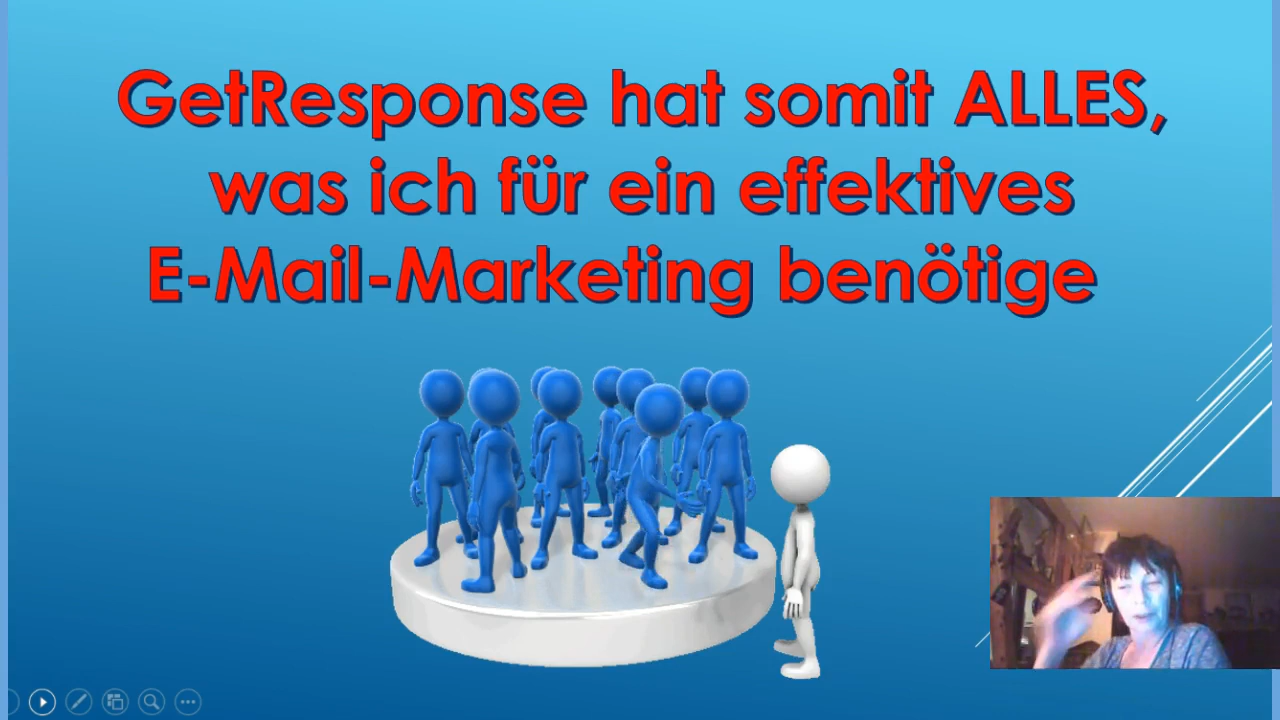 GetResponse hat somit ALLES,
was ich für ein effektives
E-Mail-Marketing benötige